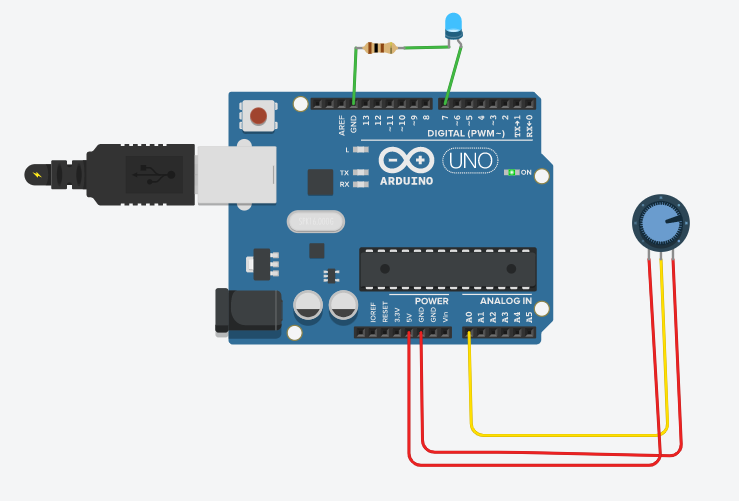 AREF
GND
13
12
~11
~10
~9
8
7
~6
~5
4
~3
2
TX→1
RX←0
DIGITAL (PWM~)
L
TX
RX
UNO
ARDUINO
ON
POWER
ANALOG IN
IOREF
RESET
3.3V
5V
GND
GND
Vin
A0
A1
A2
A3
A4
A5